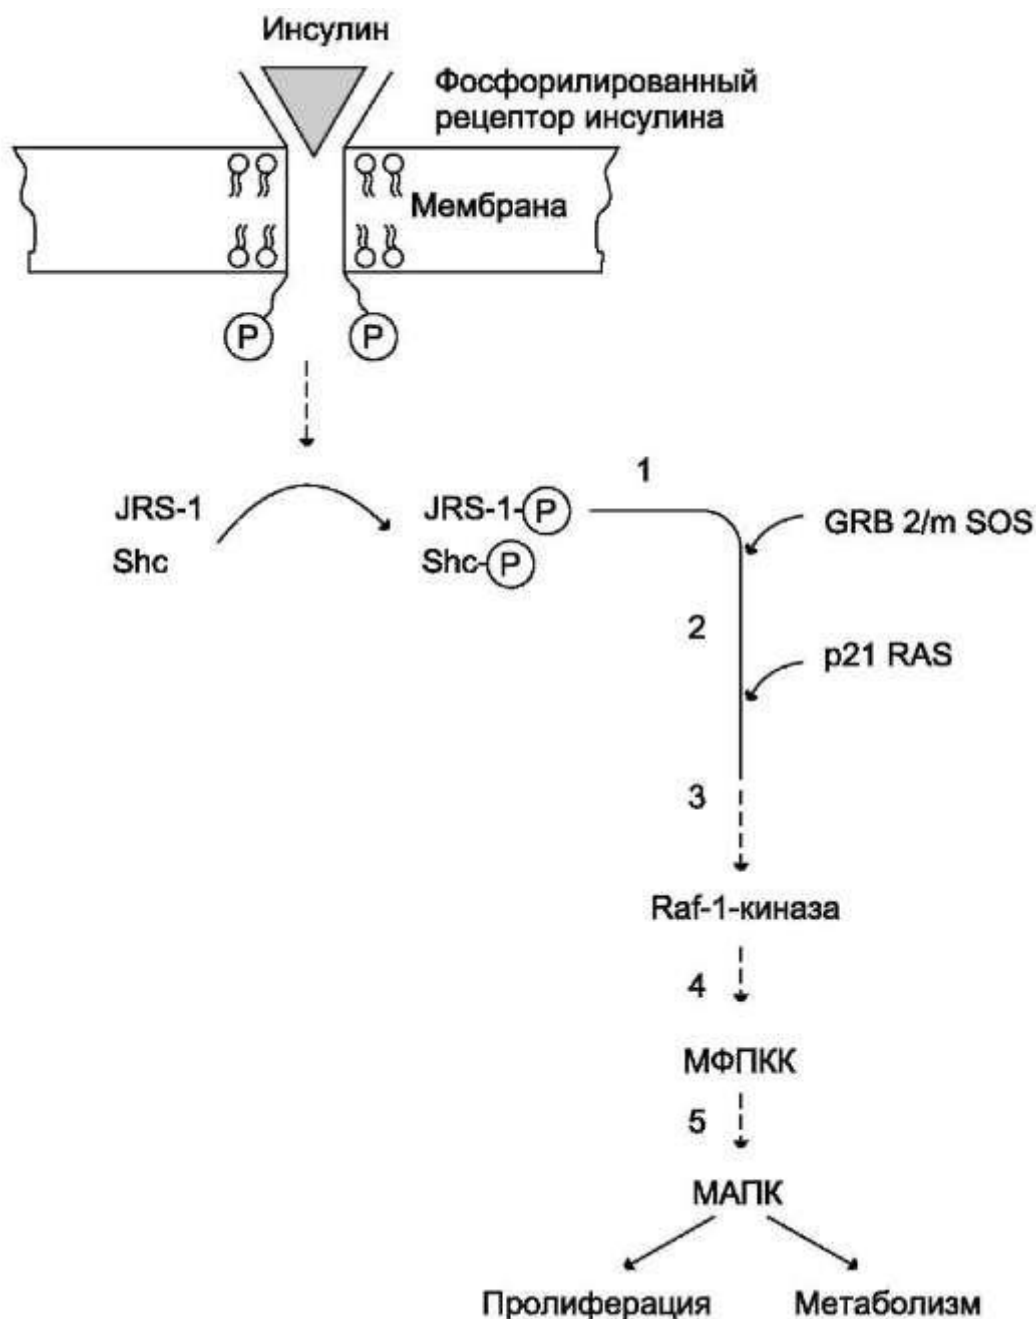 Инсулин
Фосфорилированный
рецептор инсулина
Мембрана
P P
JRS-1
Shc
JRS-1-P
Shc-P
1
GRB 2/m SOS
2
p21 RAS
3
Raf-1-киназа
4
МФПКК
5
МАПК
Пролиферация Метаболизм